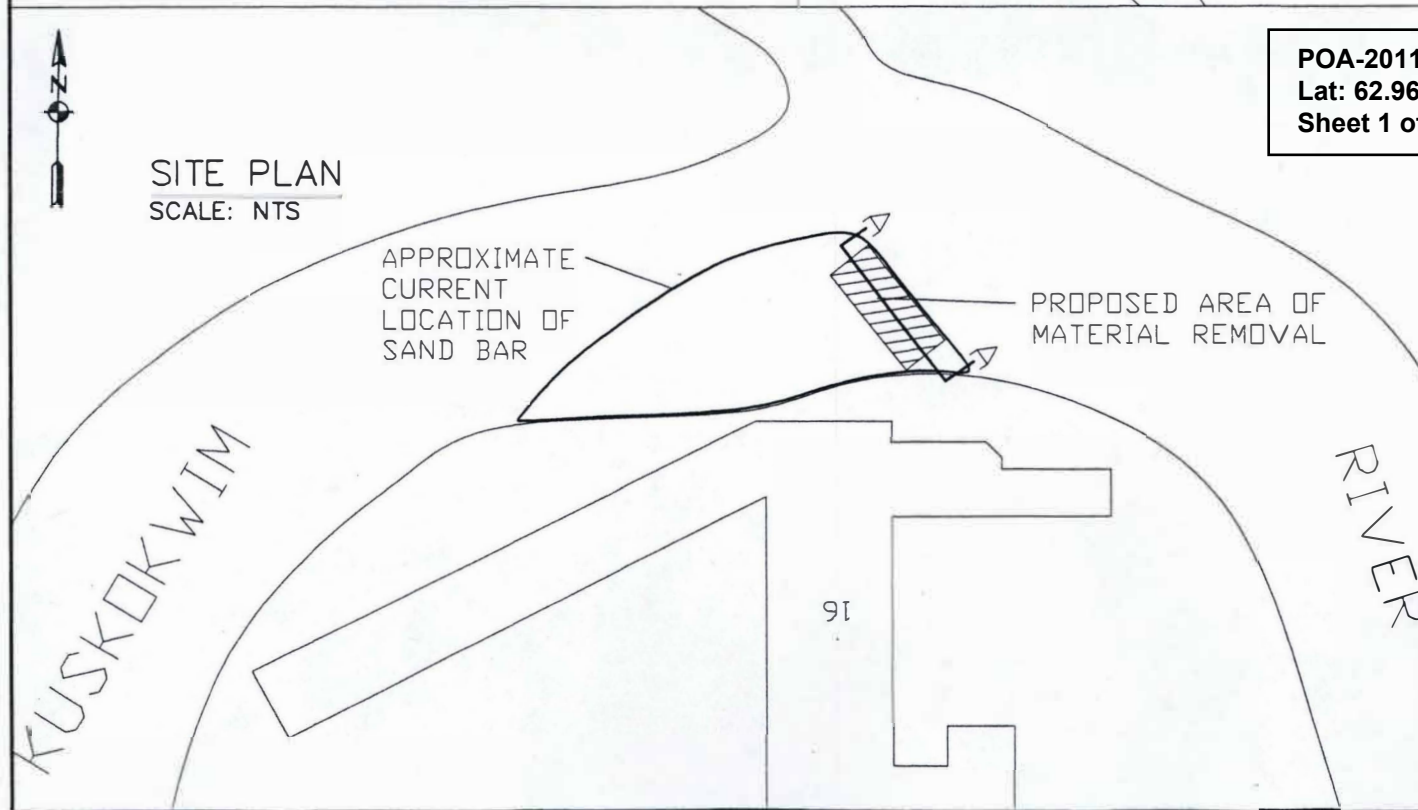 N
POA-2011
Lat: 62.96
Sheet 1 of
SITE PLAN
SCALE: NTS
APPROXIMATE
CURRENT
LOCATION OF
SAND BAR
A
PROPOSED AREA OF
MATERIAL REMOVAL
A
KUSKOKWIM
RIVER
16